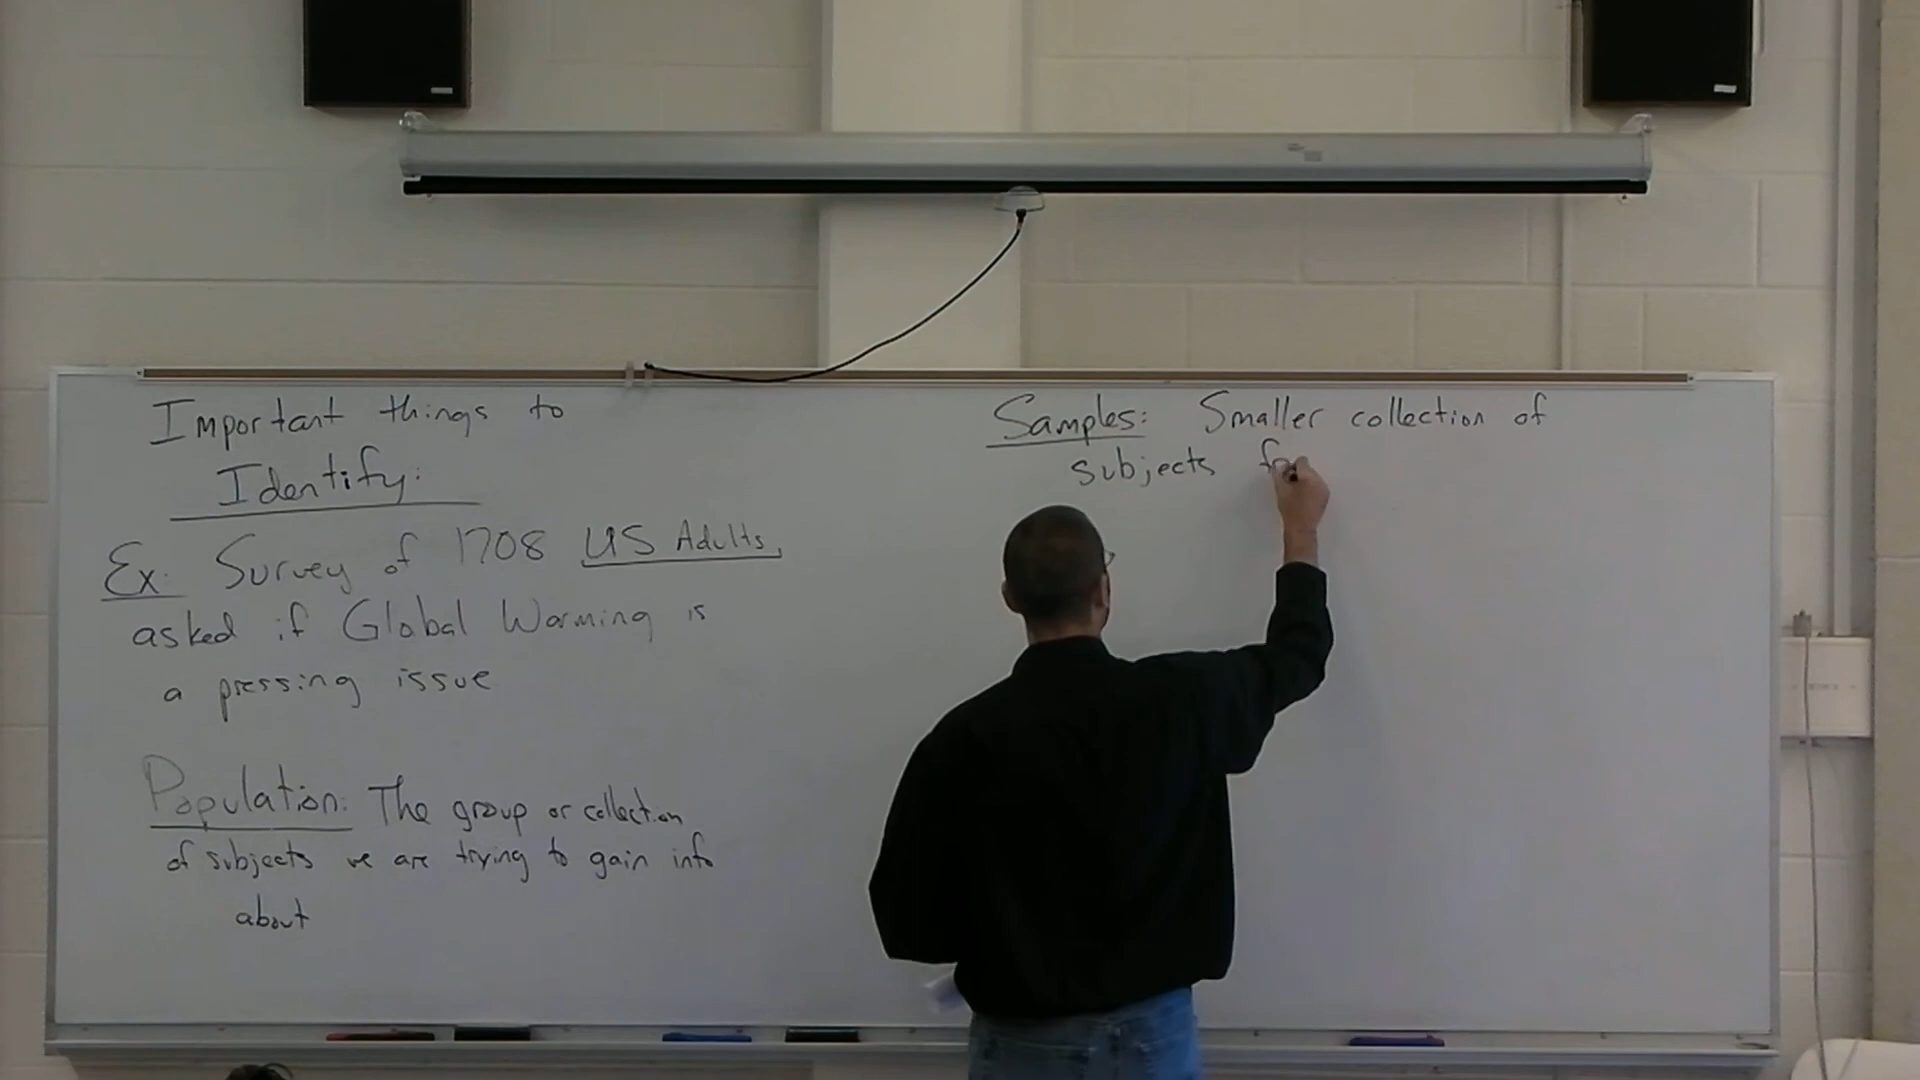 Important things to
Identify:
Ex: Survey of 1708 US Adults,
asked if Global Warming is
a pressing issue
Population: The group or collection
of subjects we are trying to gain info
about
Samples: Smaller collection of
subjects